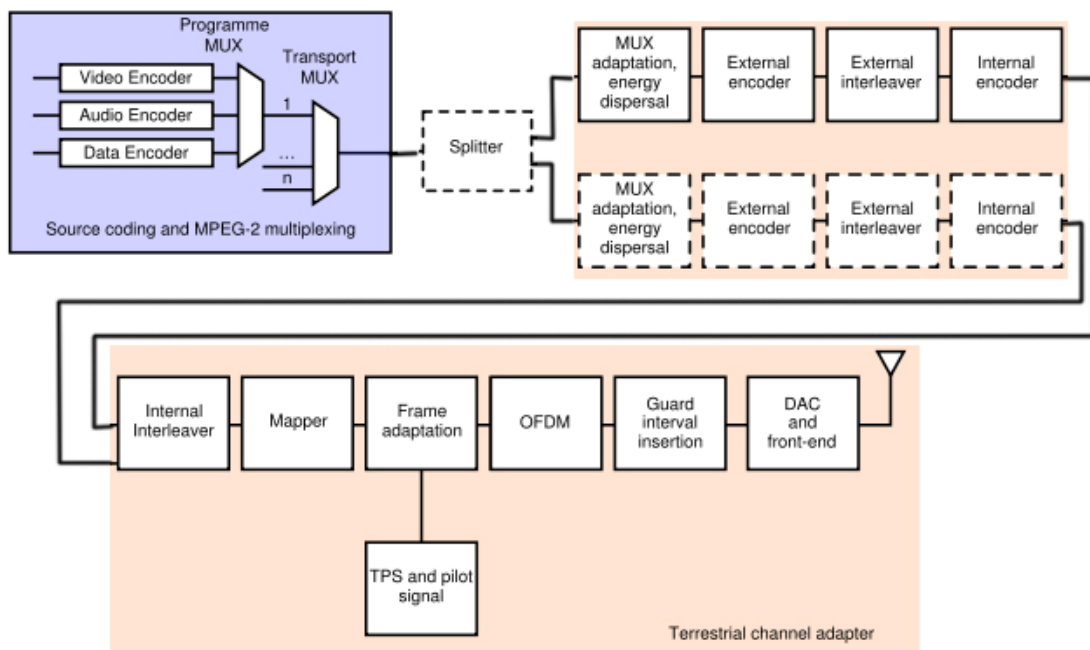 Programme
MUX
Transport
MUX
Video Encoder
Audio Encoder
Data Encoder
1
...
n
Source coding and MPEG-2 multiplexing
Splitter
MUX
adaptation,
energy
dispersal
External
encoder
External
interleaver
Internal
encoder
MUX
adaptation,
energy
dispersal
External
encoder
External
interleaver
Internal
encoder
Internal
Interleaver
Mapper
Frame
adaptation
OFDM
Guard
interval
insertion
DAC
and
front-end
TPS and pilot
signal
Terrestrial channel adapter